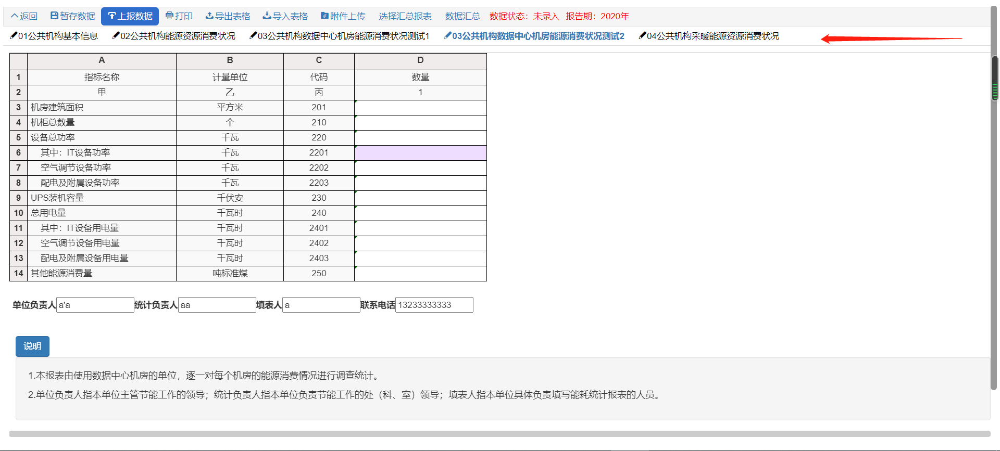 返回 暂存数据 上报数据 打印 导出表格 导入表格 附件上传 选择汇总报表 数据汇总 数据状态：未录入 报告期：2020年
01公共机构基本信息 02公共机构能源资源消费状况 03公共机构数据中心机房能源消费状况测试1 03公共机构数据中心机房能源消费状况测试2 04公共机构采暖能源资源消费状况
A B C D
1 指标名称 计量单位 代码 数量
2 甲 乙 丙 1
3 机房建筑面积 平方米 201
4 机柜总数量 个 210
5 设备总功率 千瓦 220
6 其中：IT设备功率 千瓦 2201
7 空气调节设备功率 千瓦 2202
8 配电及附属设备功率 千瓦 2203
9 UPS装机容量 千伏安 230
10 总用电量 千瓦时 240
11 其中：IT设备用电量 千瓦时 2401
12 空气调节设备用电量 千瓦时 2402
13 配电及附属设备用电量 千瓦时 2403
14 其他能源消费量 吨标准煤 250
单位负责人 a'a 统计负责人 aa 填表人 a 联系电话 13233333333
说明
1.本报表由使用数据中心机房的单位，逐一对每个机房的能源消费情况进行调查统计。
2.单位负责人指本单位主管节能工作的领导；统计负责人指本单位负责节能工作的处（科、室）领导；填表人指本单位具体负责填写能耗统计报表的人员。